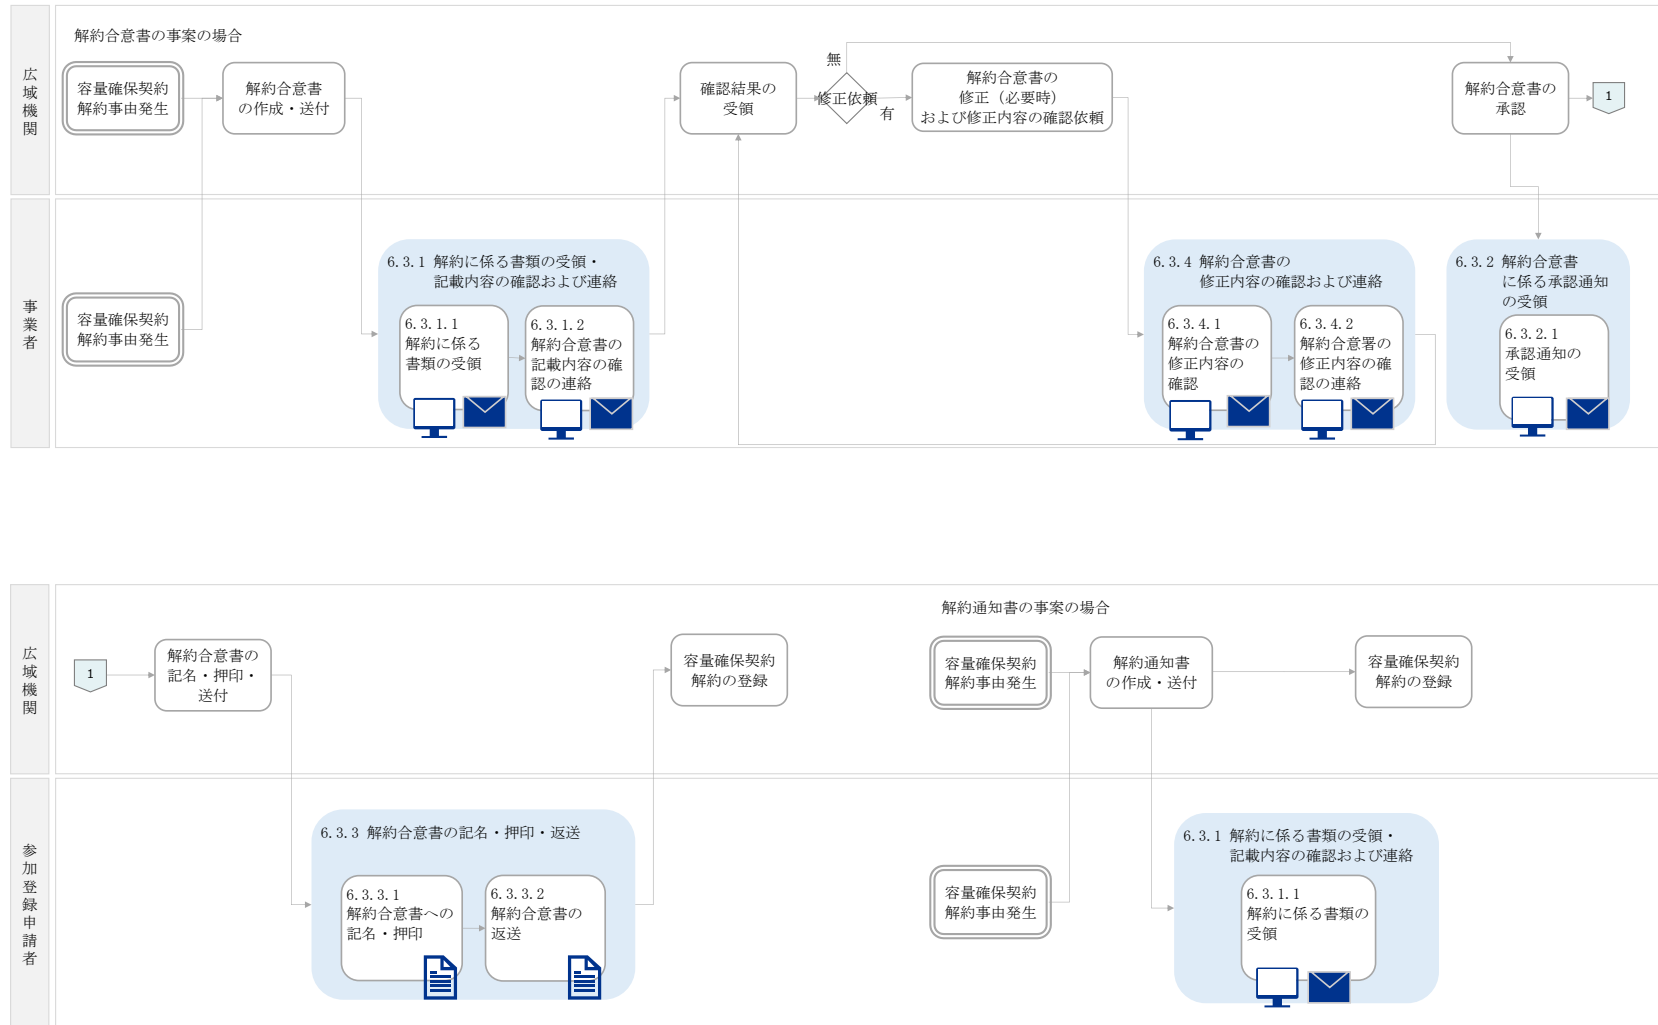 広域機関
解約合意書の事案の場合
容量確保契約
解約事由発生
解約合意書
の作成・送付
確認結果の
受領
無
修正依頼
有
解約合意書の
修正（必要時）
および修正内容の確認依頼
解約合意書の
承認
1
事業者
容量確保契約
解約事由発生
6.3.1 解約に係る書類の受領・
記載内容の確認および連絡
6.3.1.1
解約に係る
書類の受領
6.3.1.2
解約合意書の
記載内容の確
認の連絡
6.3.4 解約合意書の
修正内容の確認および連絡
6.3.4.1
解約合意書の
修正内容の
確認
6.3.4.2
解約合意署の
修正内容の確
認の連絡
6.3.2 解約合意書
に係る承認通知
の受領
6.3.2.1
承認通知の
受領
広域機関
1
解約合意書の
記名・押印・
送付
容量確保契約
解約の登録
解約通知書の事案の場合
容量確保契約
解約事由発生
解約通知書
の作成・送付
容量確保契約
解約の登録
参加登録申請者
6.3.3 解約合意書の記名・押印・返送
6.3.3.1
解約合意書への
記名・押印
6.3.3.2
解約合意書の
返送
容量確保契約
解約事由発生
6.3.1 解約に係る書類の受領・
記載内容の確認および連絡
6.3.1.1
解約に係る書類の
受領